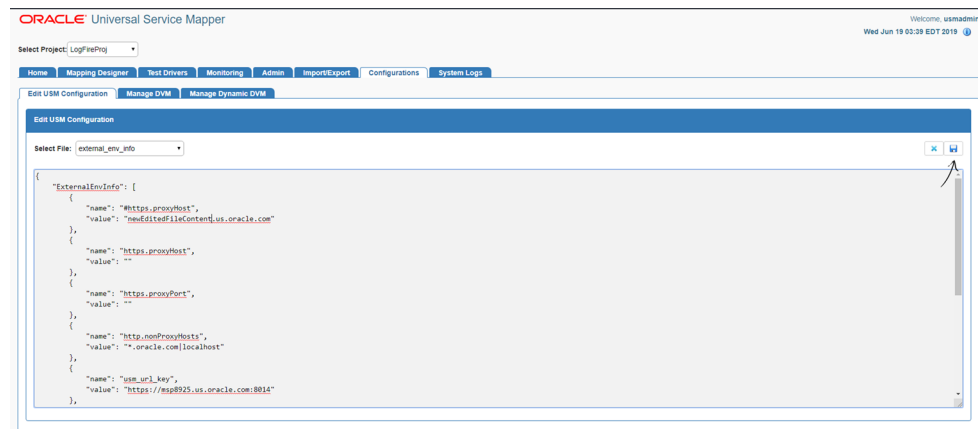 ORACLE Universal Service Mapper
Welcome, usmadmin
Wed Jun 19 03:39 EDT 2019
Select Project: LogFireProj
Home Mapping Designer Test Drivers Monitoring Admin Import/Export Configurations System Logs
Edit USM Configuration Manage DVM Manage Dynamic DVM
Edit USM Configuration
Select File: external_env_info
{
"ExternalEnvInfo": [
{
"name": "#https.proxyHost",
"value": "newEditedFileContent.us.oracle.com"
},
{
"name": "https.proxyHost",
"value": ""
},
{
"name": "https.proxyPort",
"value": ""
},
{
"name": "http.nonProxyHosts",
"value": "*.oracle.com|localhost"
},
{
"name": "usm_url_key",
"value": "https://msp8925.us.oracle.com:8014"
},